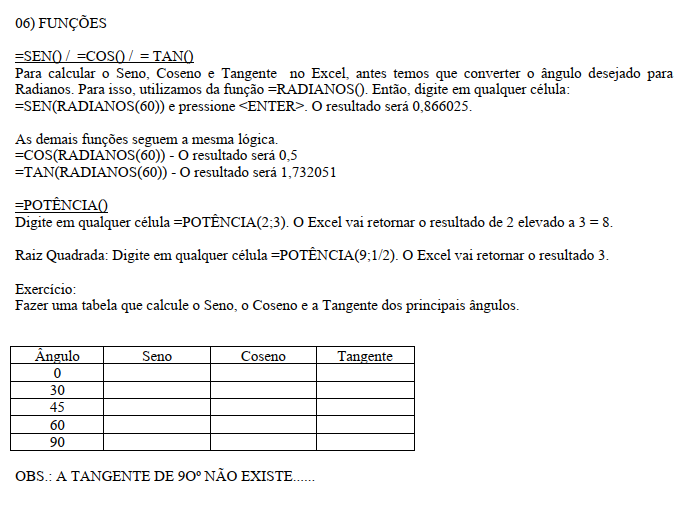 06) FUNÇÕES
=SEN() / =COS() / = TAN()
Para calcular o Seno, Coseno e Tangente no Excel, antes temos que converter o ângulo desejado para
Radianos. Para isso, utilizamos da função =RADIANOS(). Então, digite em qualquer célula:
=SEN(RADIANOS(60)) e pressione <ENTER>. O resultado será 0,866025.
As demais funções seguem a mesma lógica.
=COS(RADIANOS(60)) - O resultado será 0,5
=TAN(RADIANOS(60)) - O resultado será 1,732051
=POTÊNCIA()
Digite em qualquer célula =POTÊNCIA(2;3). O Excel vai retornar o resultado de 2 elevado a 3 = 8.
Raiz Quadrada: Digite em qualquer célula =POTÊNCIA(9;1/2). O Excel vai retornar o resultado 3.
Exercício:
Fazer uma tabela que calcule o Seno, o Coseno e a Tangente dos principais ângulos.
Ângulo Seno Coseno Tangente
0
30
45
60
90
OBS.: A TANGENTE DE 9Oº NÃO EXISTE......